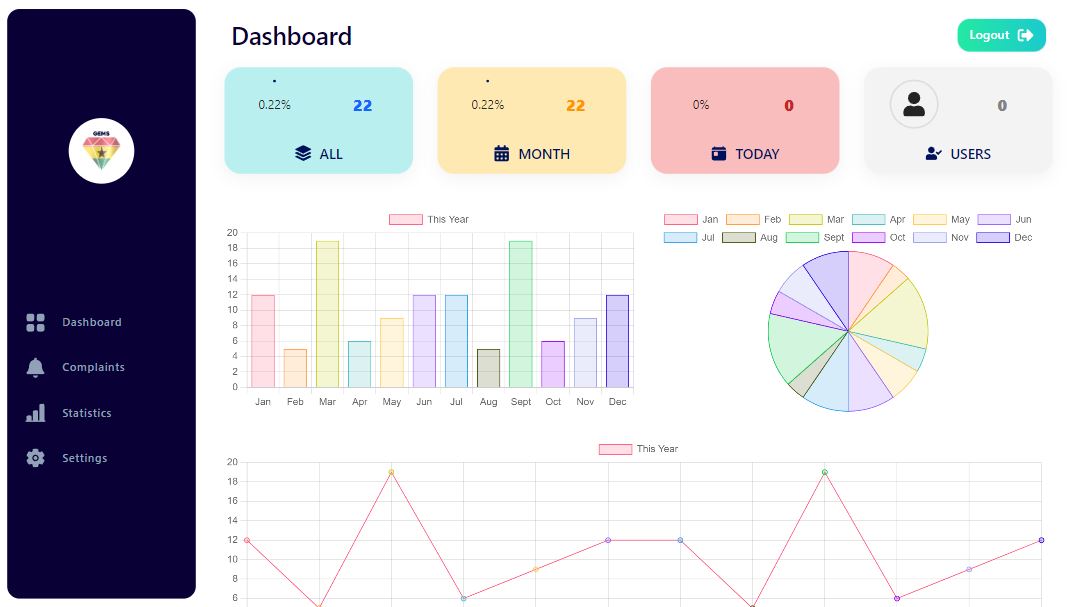 GEMS
Dashboard
Complaints
Statistics
Settings
Dashboard
Logout
0.22% 22
ALL
0.22% 22
MONTH
0% 0
TODAY
0
USERS
This Year
20
18
16
14
12
10
8
6
4
2
0
Jan Feb Mar Apr May Jun Jul Aug Sept Oct Nov Dec
Jan Feb Mar Apr May Jun
Jul Aug Sept Oct Nov Dec
This Year
20
18
16
14
12
10
8
6